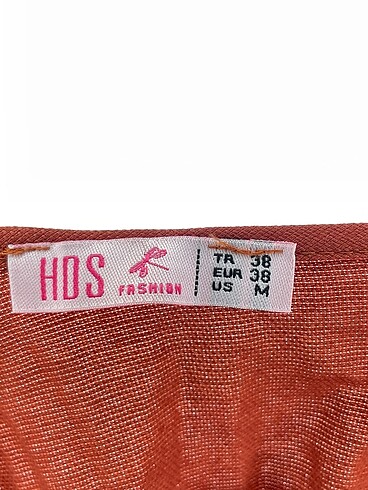 HDS
FASHION
TR 38
EUR 38
US M